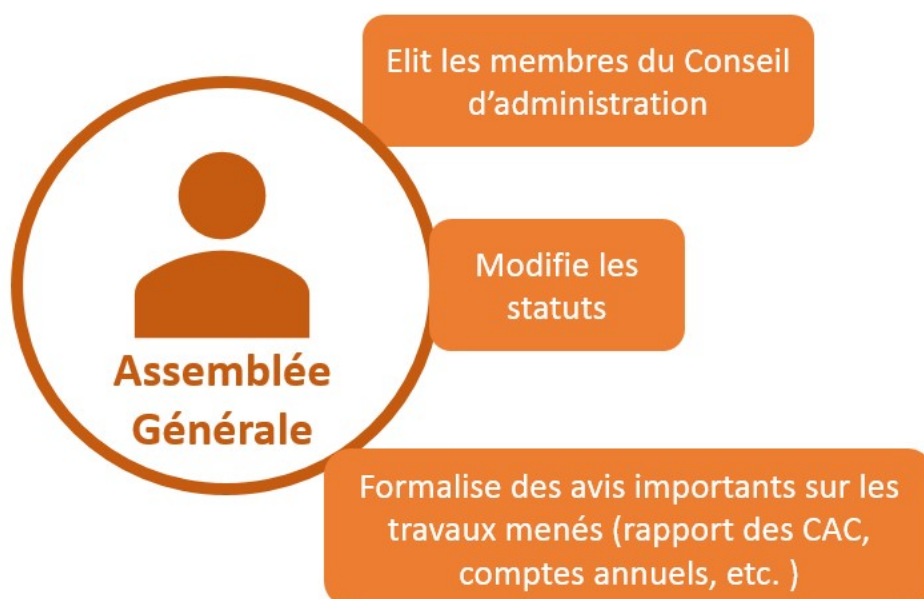 Elit les membres du Conseil
d’administration
Modifie les
statuts
Assemblée
Générale
Formalise des avis importants sur les
travaux menés (rapport des CAC,
comptes annuels, etc. )